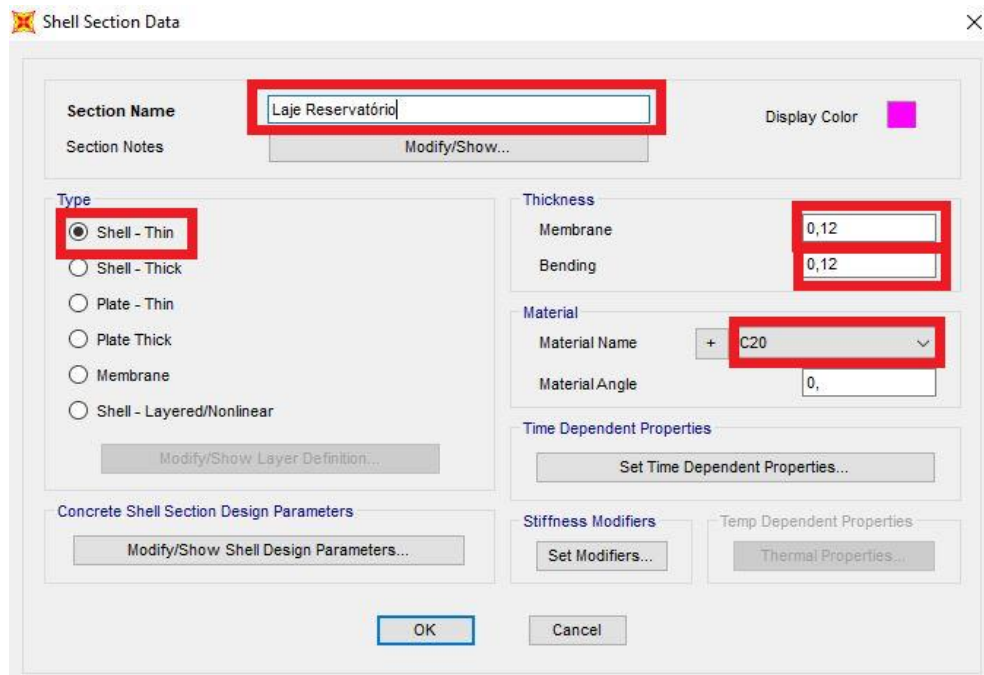 Shell Section Data
Section Name
Laje Reservatório
Display Color
Section Notes
Modify/Show...
Type
Shell - Thin
Shell - Thick
Plate - Thin
Plate Thick
Membrane
Shell - Layered/Nonlinear
Modify/Show Layer Definition...
Thickness
Membrane
0,12
Bending
0,12
Material
Material Name
+
C20
Material Angle
0,
Time Dependent Properties
Set Time Dependent Properties...
Concrete Shell Section Design Parameters
Modify/Show Shell Design Parameters...
Stiffness Modifiers
Set Modifiers...
Temp Dependent Properties
Thermal Properties...
OK
Cancel